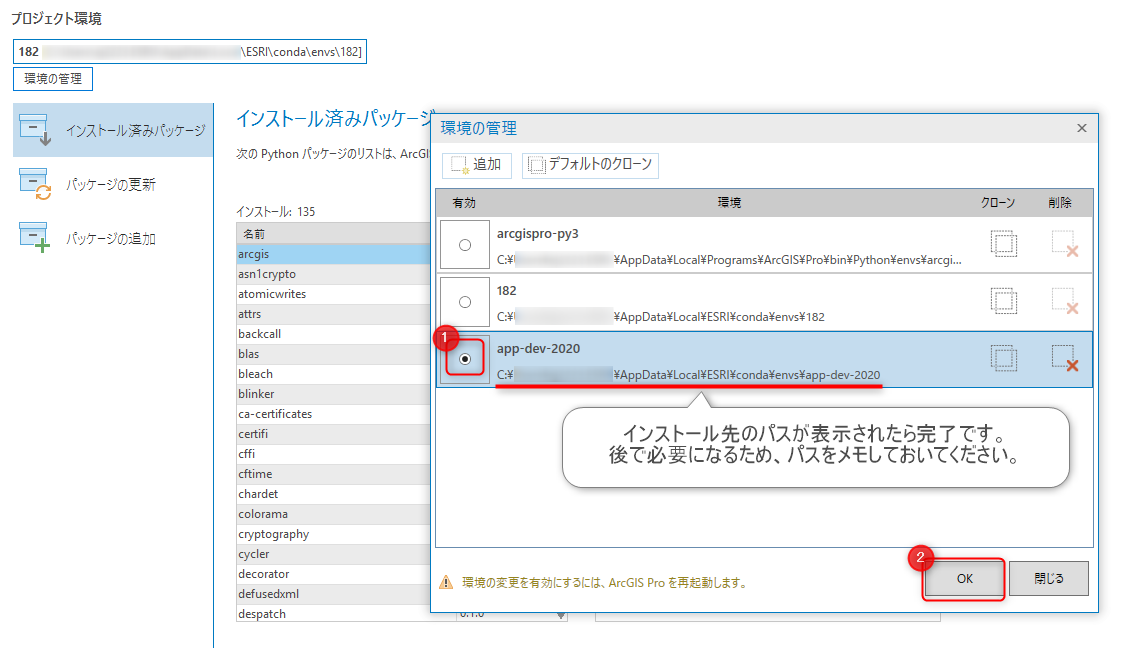 プロジェクト環境
182 \ESRI\conda\envs\182]
環境の管理
インストール済みパッケージ
パッケージの更新
パッケージの追加
インストール済みパッケージ
次の Python パッケージのリストは、ArcGI
インストール: 135
名前
arcgis
asn1crypto
atomicwrites
attrs
backcall
blas
bleach
blinker
ca-certificates
certifi
cffi
cftime
chardet
colorama
cryptography
cycler
decorator
defusedxml
despatch 0.1.0
環境の管理
追加 デフォルトのクローン
有効 環境 クローン 削除
arcgispro-py3
C:¥ ¥AppData¥Local¥Programs¥ArcGIS¥Pro¥bin¥Python¥envs¥arcgi...
182
C:¥ ¥AppData¥Local¥ESRI¥conda¥envs¥182
1
app-dev-2020
C:¥ ¥AppData¥Local¥ESRI¥conda¥envs¥app-dev-2020
インストール先のパスが表示されたら完了です。
後で必要になるため、パスをメモしておいてください。
環境の変更を有効にするには、ArcGIS Pro を再起動します。
2
OK 閉じる